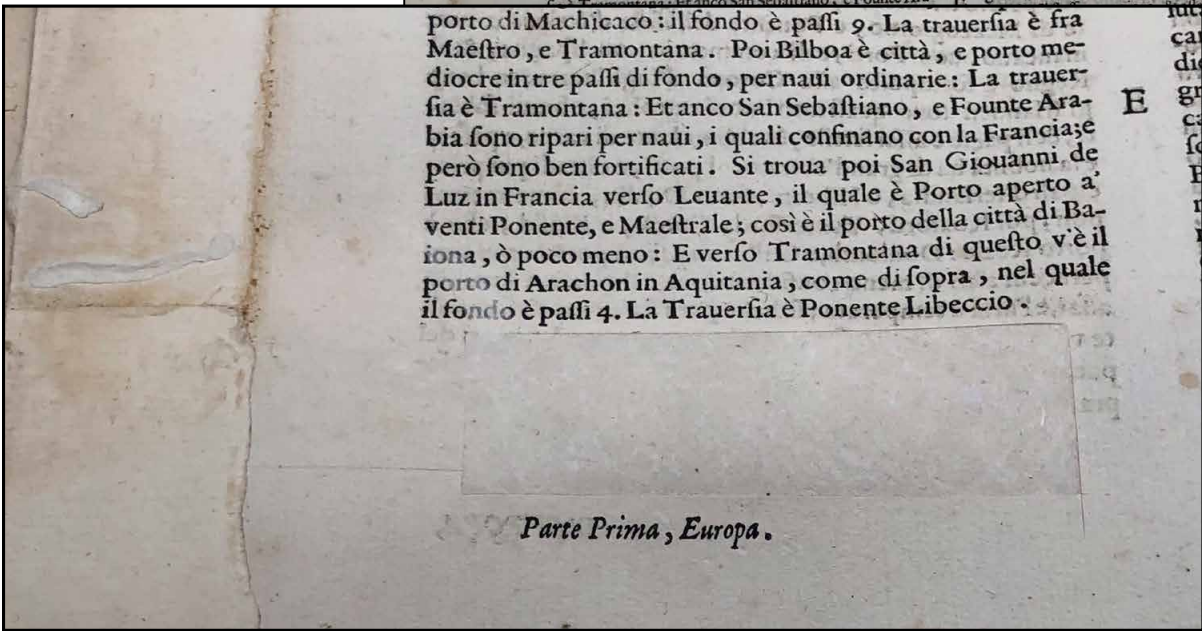 porto di Machicaco: il fondo è paſſi 9. La trauerſia è fra
Maeſtro, e Tramontana. Poi Bilboa è città, e porto me-
diocre in tre paſſi di fondo, per naui ordinarie: La trauer-
ſia è Tramontana: Et anco San Sebaſtiano, e Founte Ara-
bia ſono ripari per naui, i quali confinano con la Francia; e
però ſono ben fortificati. Si troua poi San Giouanni de
Luz in Francia verſo Leuante, il quale è Porto aperto a'
venti Ponente, e Maeſtrale; così è il porto della città di Ba-
iona, ò poco meno: E verſo Tramontana di queſto v'è il
porto di Arachon in Aquitania, come di ſopra, nel quale
il fondo è paſſi 4. La Trauerſia è Ponente Libeccio.
E
Parte Prima, Europa.